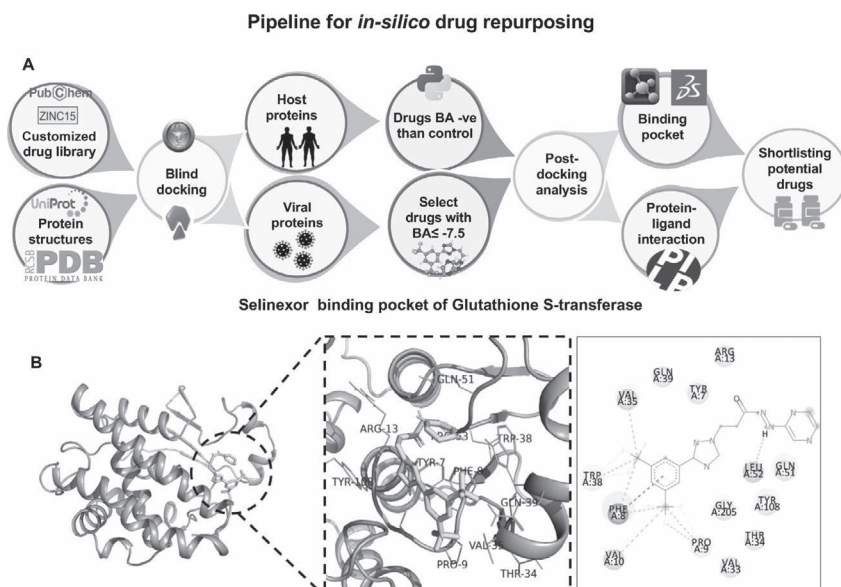 Pipeline for in-silico drug repurposing
A
PubChem
ZINC15
Customized
drug library
UniProt
Protein
structures
RCSB
PDB
PROTEIN DATA BANK
Blind
docking
Host
proteins
Viral
proteins
Drugs BA -ve
than control
Select
drugs with
BA≤ -7.5
Post-
docking
analysis
Binding
pocket
Protein-
ligand
interaction
PL
IP
Shortlisting
potential
drugs
Selinexor binding pocket of Glutathione S-transferase
B
GLN-51
ARG-13
TRP-38
TYR-7
PHE-8
TYR-108
GLN-39
VAL-35
PRO-9
THR-34
ARG
A:13
GLN
A:39
TYR
A:7
VAL
A:35
O
N
H
TRP
A:38
LEU
A:52
GLN
A:51
PHE
A:8
GLY
A:205
TYR
A:108
THR
A:34
PRO
A:9
VAL
A:10
VAL
A:33